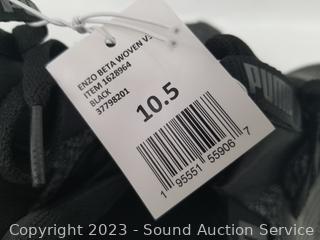 ENZO BETA WOVEN V
ITEM 1628964
BLACK
37798201
10.5
1 95551 55906 7
PUMA
Copyright 2023 - Sound Auction Service